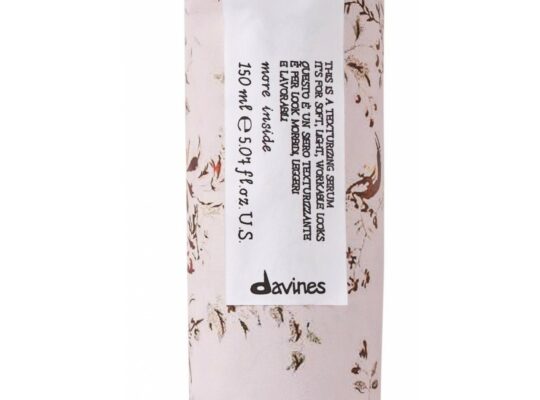 THIS IS A TEXTURIZING SERUM
IT'S FOR SOFT, LIGHT, WORKABLE LOOKS
QUESTO È UN SIERO TEXTURIZZANTE
È PER LOOK MORBIDI, LEGGERI
E LAVORABILI
more inside
150 ml e 5.07 fl.oz. U.S.
davines